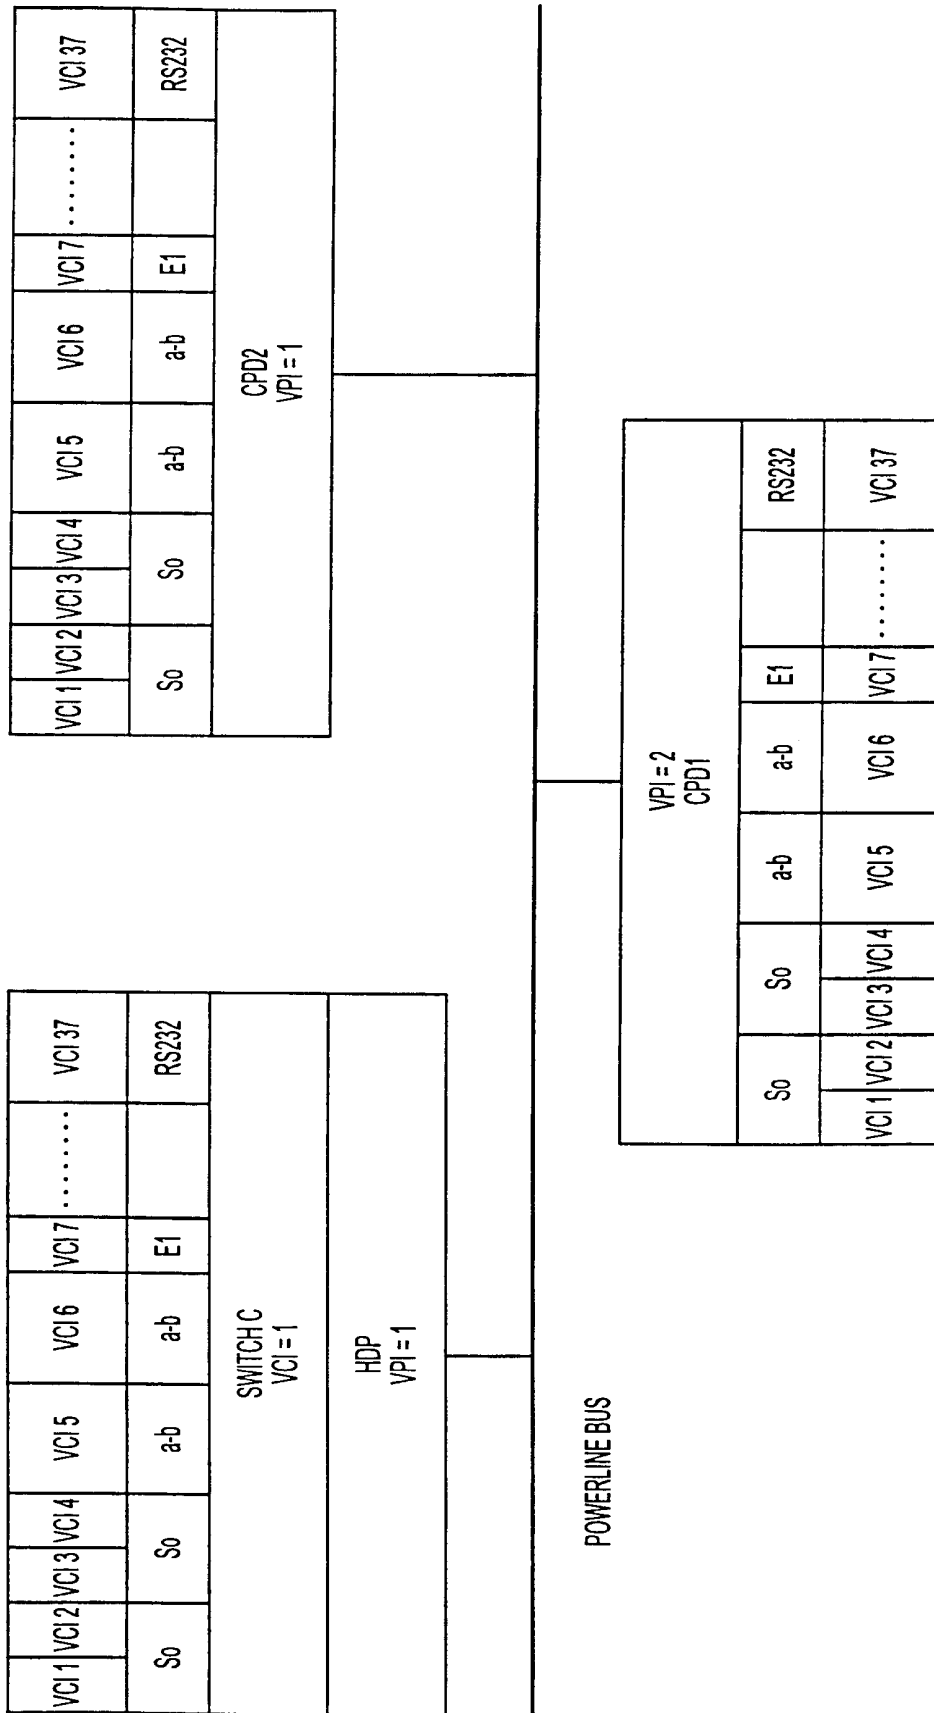 VCI 1 VCI 2 VCI 3 VCI 4 VCI 5 VCI 6 VCI 7 ........ VCI 37
So So a-b a-b E1 RS232
SWITCH C
VCI = 1
HDP
VPI = 1
VCI 1 VCI 2 VCI 3 VCI 4 VCI 5 VCI 6 VCI 7 ........ VCI 37
So So a-b a-b E1 RS232
CPD2
VPI = 1
POWERLINE BUS
VPI = 2
CPD1
So So a-b a-b E1 RS232
VCI 1 VCI 2 VCI 3 VCI 4 VCI 5 VCI 6 VCI 7 ........ VCI 37